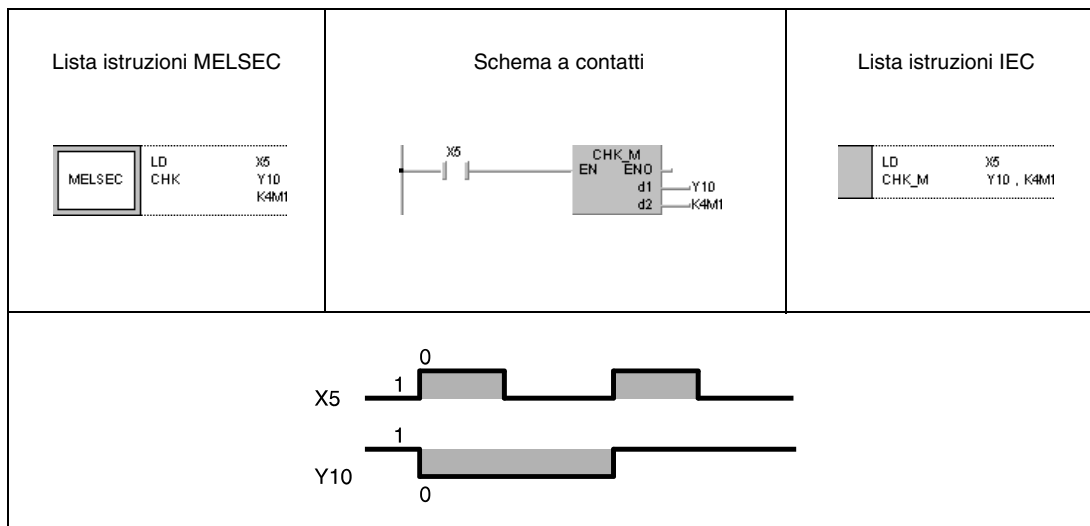 Lista istruzioni MELSEC
MELSEC
LD X5
CHK Y10
K4M1
Schema a contatti
X5
CHK_M
EN ENO
d1 Y10
d2 K4M1
Lista istruzioni IEC
LD X5
CHK_M Y10 , K4M1
0
1
X5
1
Y10
0